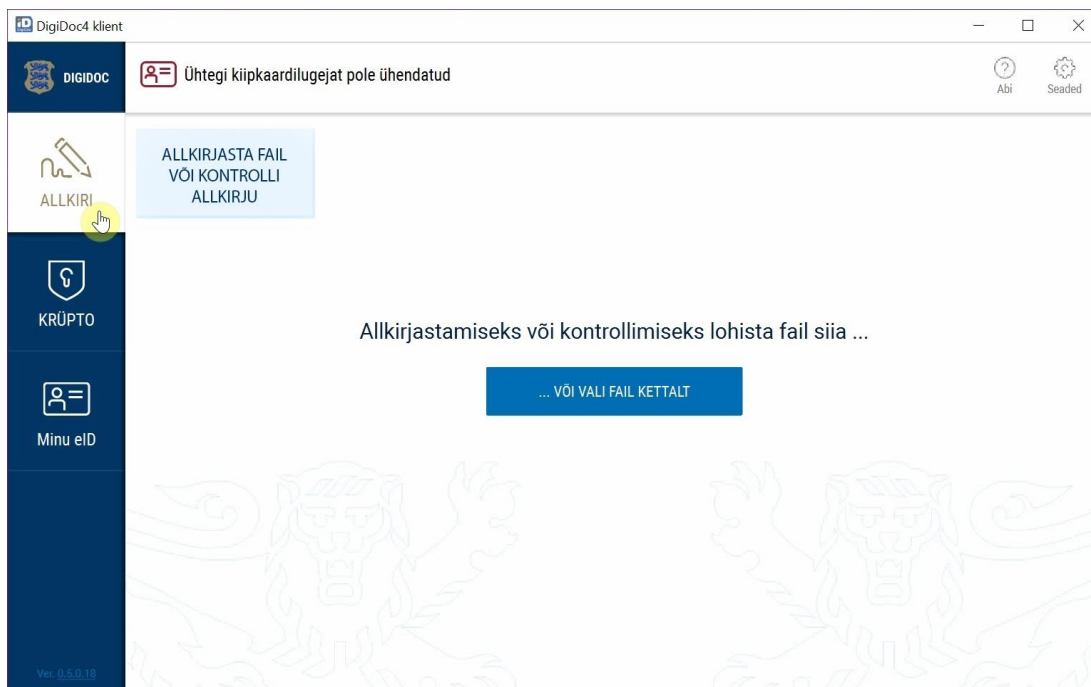 DigiDoc4 klient
DIGIDOC
Ühtegi kiipkaardilugejat pole ühendatud
Abi
Seaded
ALLKIRI
KRÜPTO
Minu eID
Ver. 0.5.0.18
ALLKIRJASTA FAIL
VÕI KONTROLLI
ALLKIRJU
Allkirjastamiseks või kontrollimiseks lohista fail siia ...
... VÕI VALI FAIL KETTALT